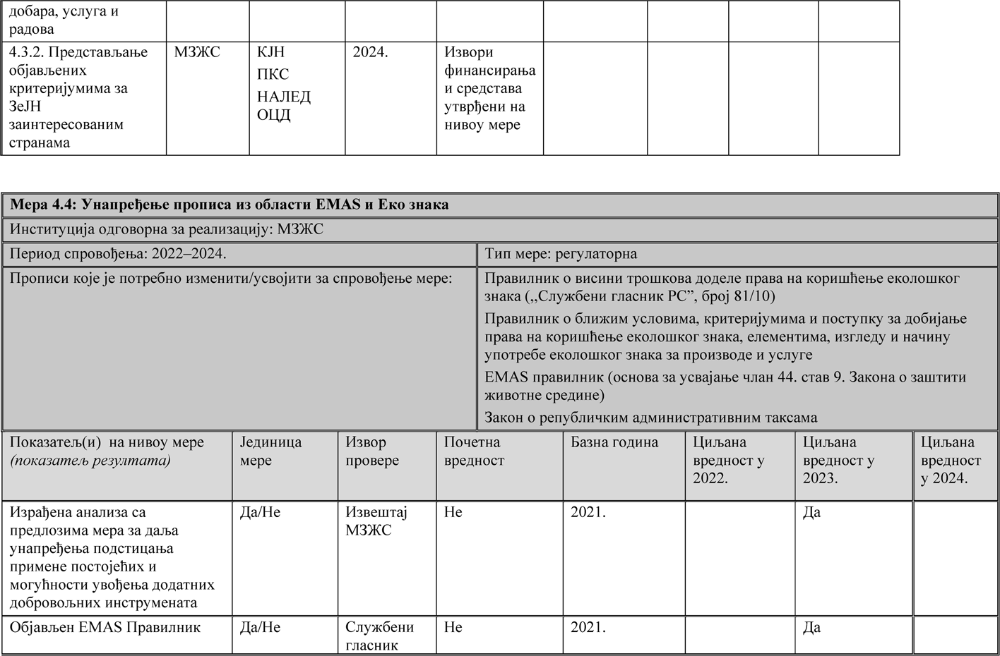 добара, услуга и
радова
4.3.2. Представљање
објављених
критеријумима за
ЗеЈН
заинтересованим
странама
МЗЖС
КЈН
ПКС
НАЛЕД
ОЦД
2024.
Извори
финансирања
и средстава
утврђени на
нивоу мере
Мера 4.4: Унапређење прописа из области EMAS и Еко знака
Институција одговорна за реализацију: МЗЖС
Период спровођења: 2022–2024.
Тип мере: регулаторна
Прописи које је потребно изменити/усвојити за спровођење мере:
Правилник о висини трошкова доделе права на коришћење еколошког
знака („Службени гласник РС”, број 81/10)
Правилник о ближим условима, критеријумима и поступку за добијање
права на коришћење еколошког знака, елементима, изгледу и начину
употребе еколошког знака за производе и услуге
EMAS правилник (основа за усвајање члан 44. став 9. Закона о заштити
животне средине)
Закон о републичким административним таксама
Показатељ(и)  на нивоу мере
(показатељ резултата)
Јединица
мере
Извор
провере
Почетна
вредност
Базна година
Циљана
вредност у
2022.
Циљана
вредност у
2023.
Циљана
вредност
у 2024.
Израђена анализа са
предлозима мера за даља
унапређења подстицања
примене постојећих и
могућности увођења додатних
добровољних инструмената
Да/Не
Извештај
МЗЖС
Не
2021.
Да
Објављен EMAS Правилник
Да/Не
Службени
гласник
Не
2021.
Да